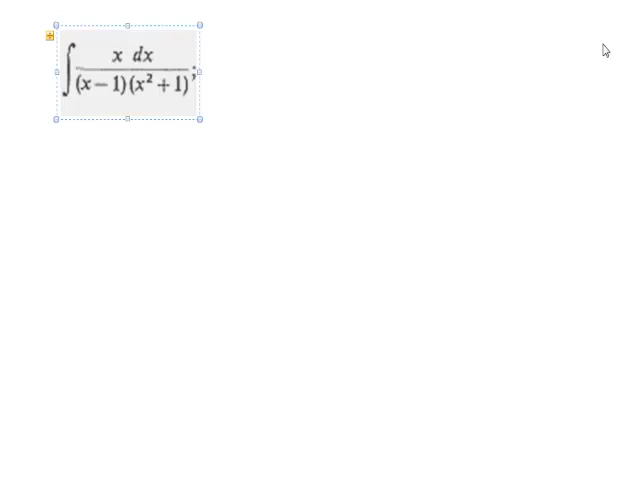 ∫ x dx / (x − 1)(x² + 1) ;